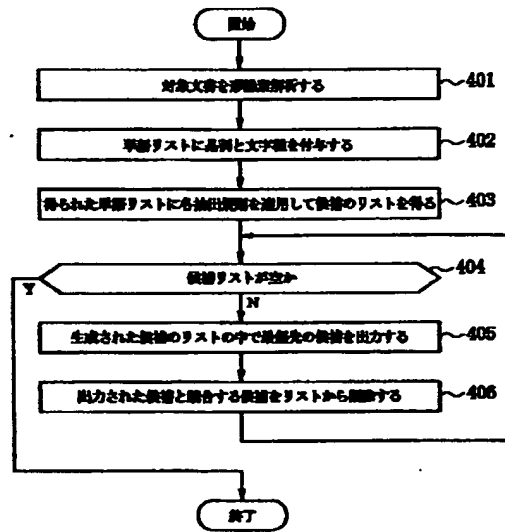 開始
対象文書を形態素解析する
401
単語リストに品詞と文字種を付与する
402
得られた単語リストに各抽出規則を適用して候補のリストを得る
403
候補リストが空か
404
Y
N
生成された候補のリストの中で最優先の候補を出力する
405
出力された候補と競合する候補をリストから削除する
406
終了